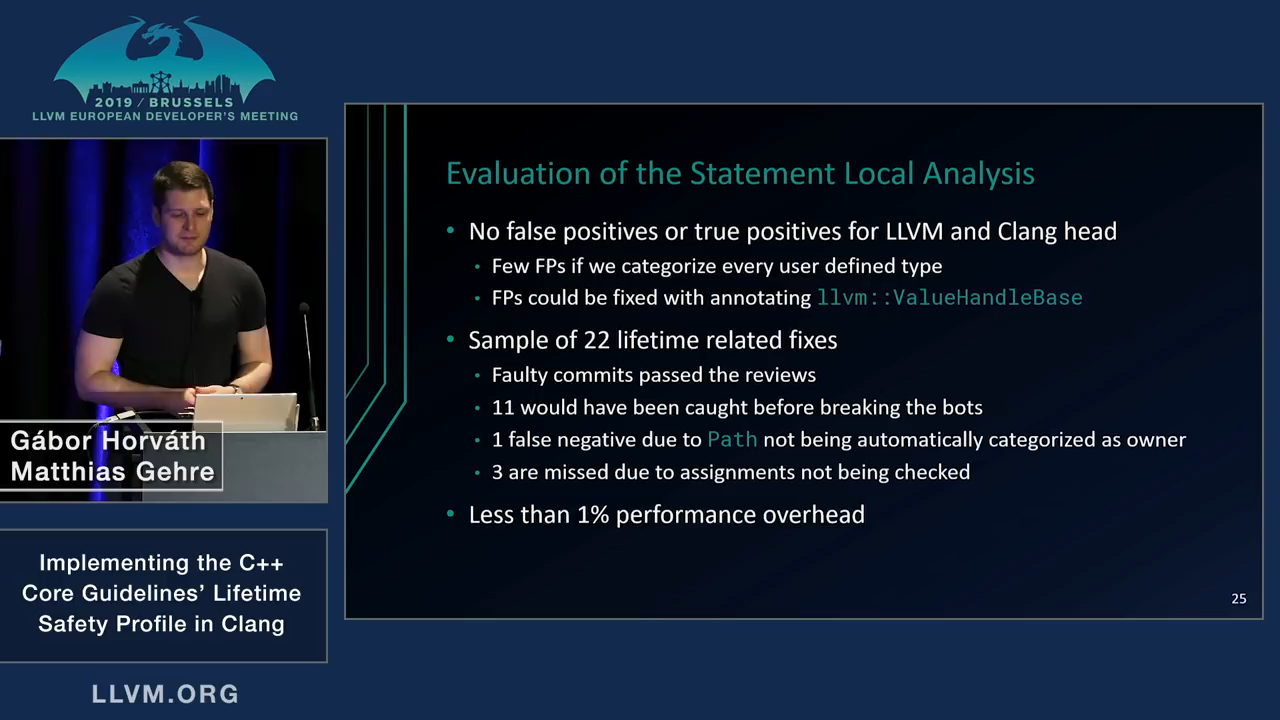 2019 / BRUSSELS
LLVM EUROPEAN DEVELOPER'S MEETING
Gábor Horváth
Matthias Gehre
Implementing the C++
Core Guidelines' Lifetime
Safety Profile in Clang
LLVM.ORG
Evaluation of the Statement Local Analysis
• No false positives or true positives for LLVM and Clang head
• Few FPs if we categorize every user defined type
• FPs could be fixed with annotating llvm::ValueHandleBase
• Sample of 22 lifetime related fixes
• Faulty commits passed the reviews
• 11 would have been caught before breaking the bots
• 1 false negative due to Path not being automatically categorized as owner
• 3 are missed due to assignments not being checked
• Less than 1% performance overhead
25